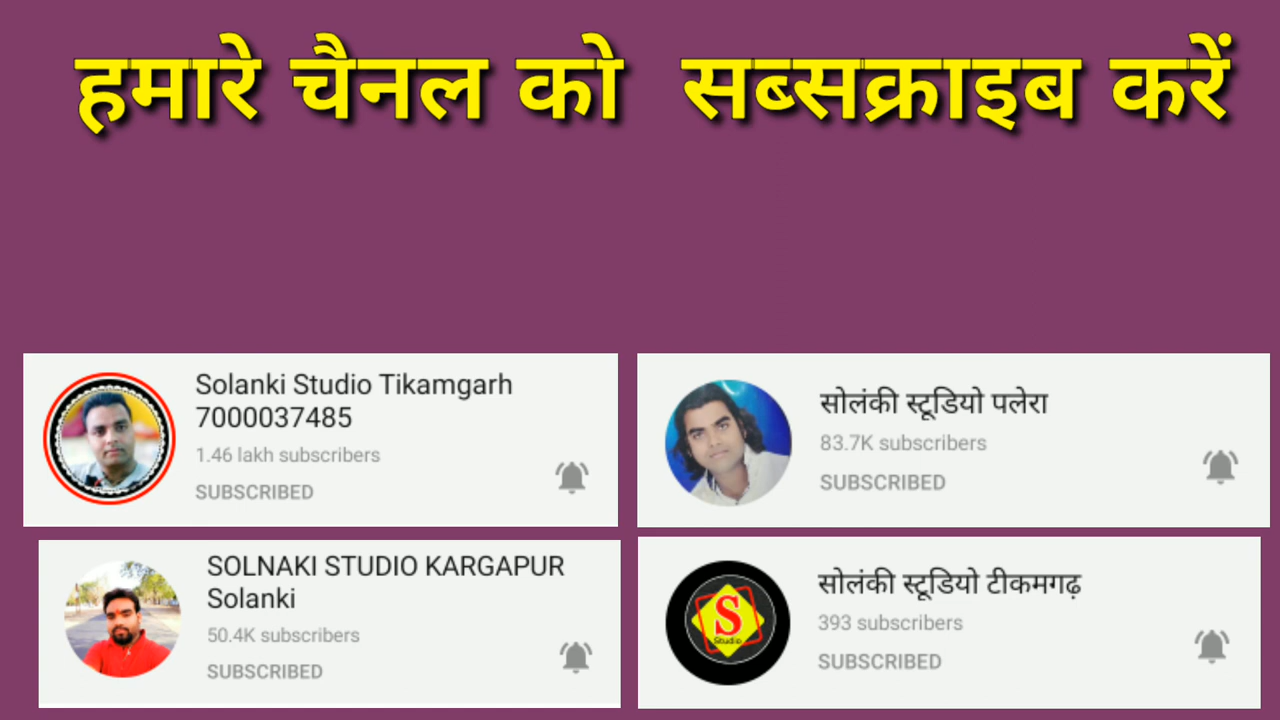 हमारे चैनल को सब्सक्राइब करें
Solanki Studio Tikamgarh
7000037485
1.46 lakh subscribers
SUBSCRIBED
सोलंकी स्टूडियो पलेरा
83.7K subscribers
SUBSCRIBED
SOLNAKI STUDIO KARGAPUR
Solanki
50.4K subscribers
SUBSCRIBED
S
Studio
सोलंकी स्टूडियो टीकमगढ़
393 subscribers
SUBSCRIBED